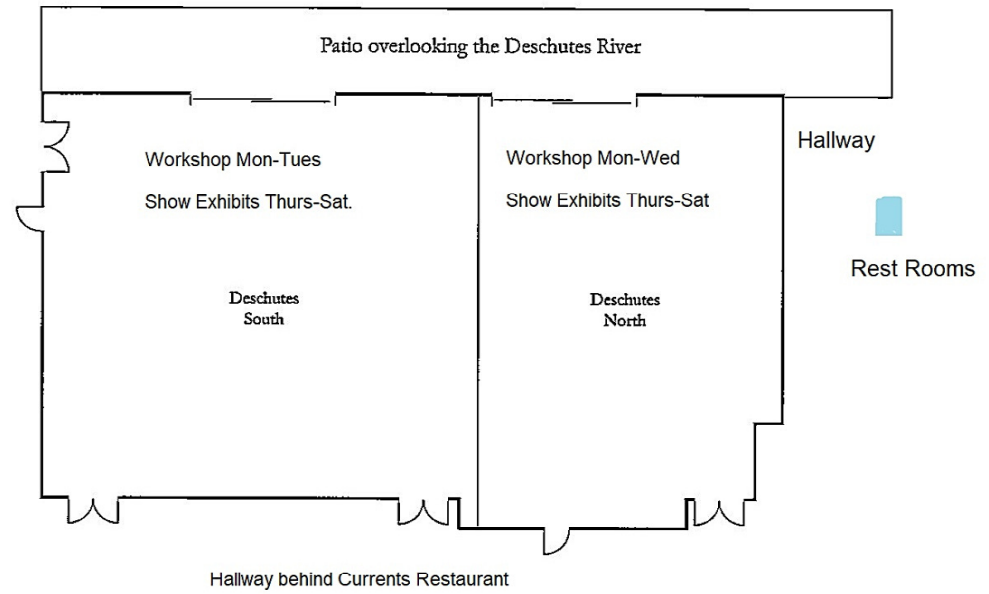 Patio overlooking the Deschutes River
Hallway
Workshop Mon-Tues
Show Exhibits Thurs-Sat.
Workshop Mon-Wed
Show Exhibits Thurs-Sat
Rest Rooms
Deschutes
South
Deschutes
North
Hallway behind Currents Restaurant